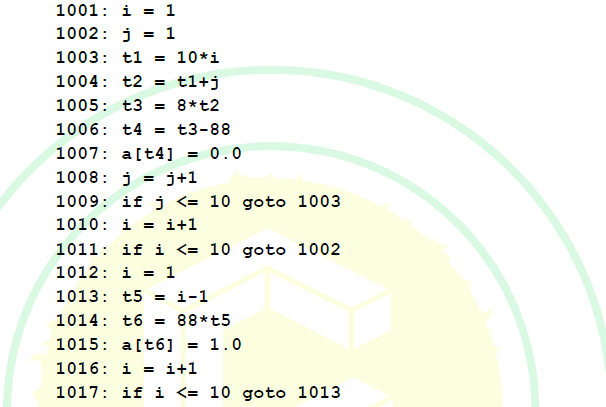 1001: i = 1
1002: j = 1
1003: t1 = 10*i
1004: t2 = t1+j
1005: t3 = 8*t2
1006: t4 = t3-88
1007: a[t4] = 0.0
1008: j = j+1
1009: if j <= 10 goto 1003
1010: i = i+1
1011: if i <= 10 goto 1002
1012: i = 1
1013: t5 = i-1
1014: t6 = 88*t5
1015: a[t6] = 1.0
1016: i = i+1
1017: if i <= 10 goto 1013